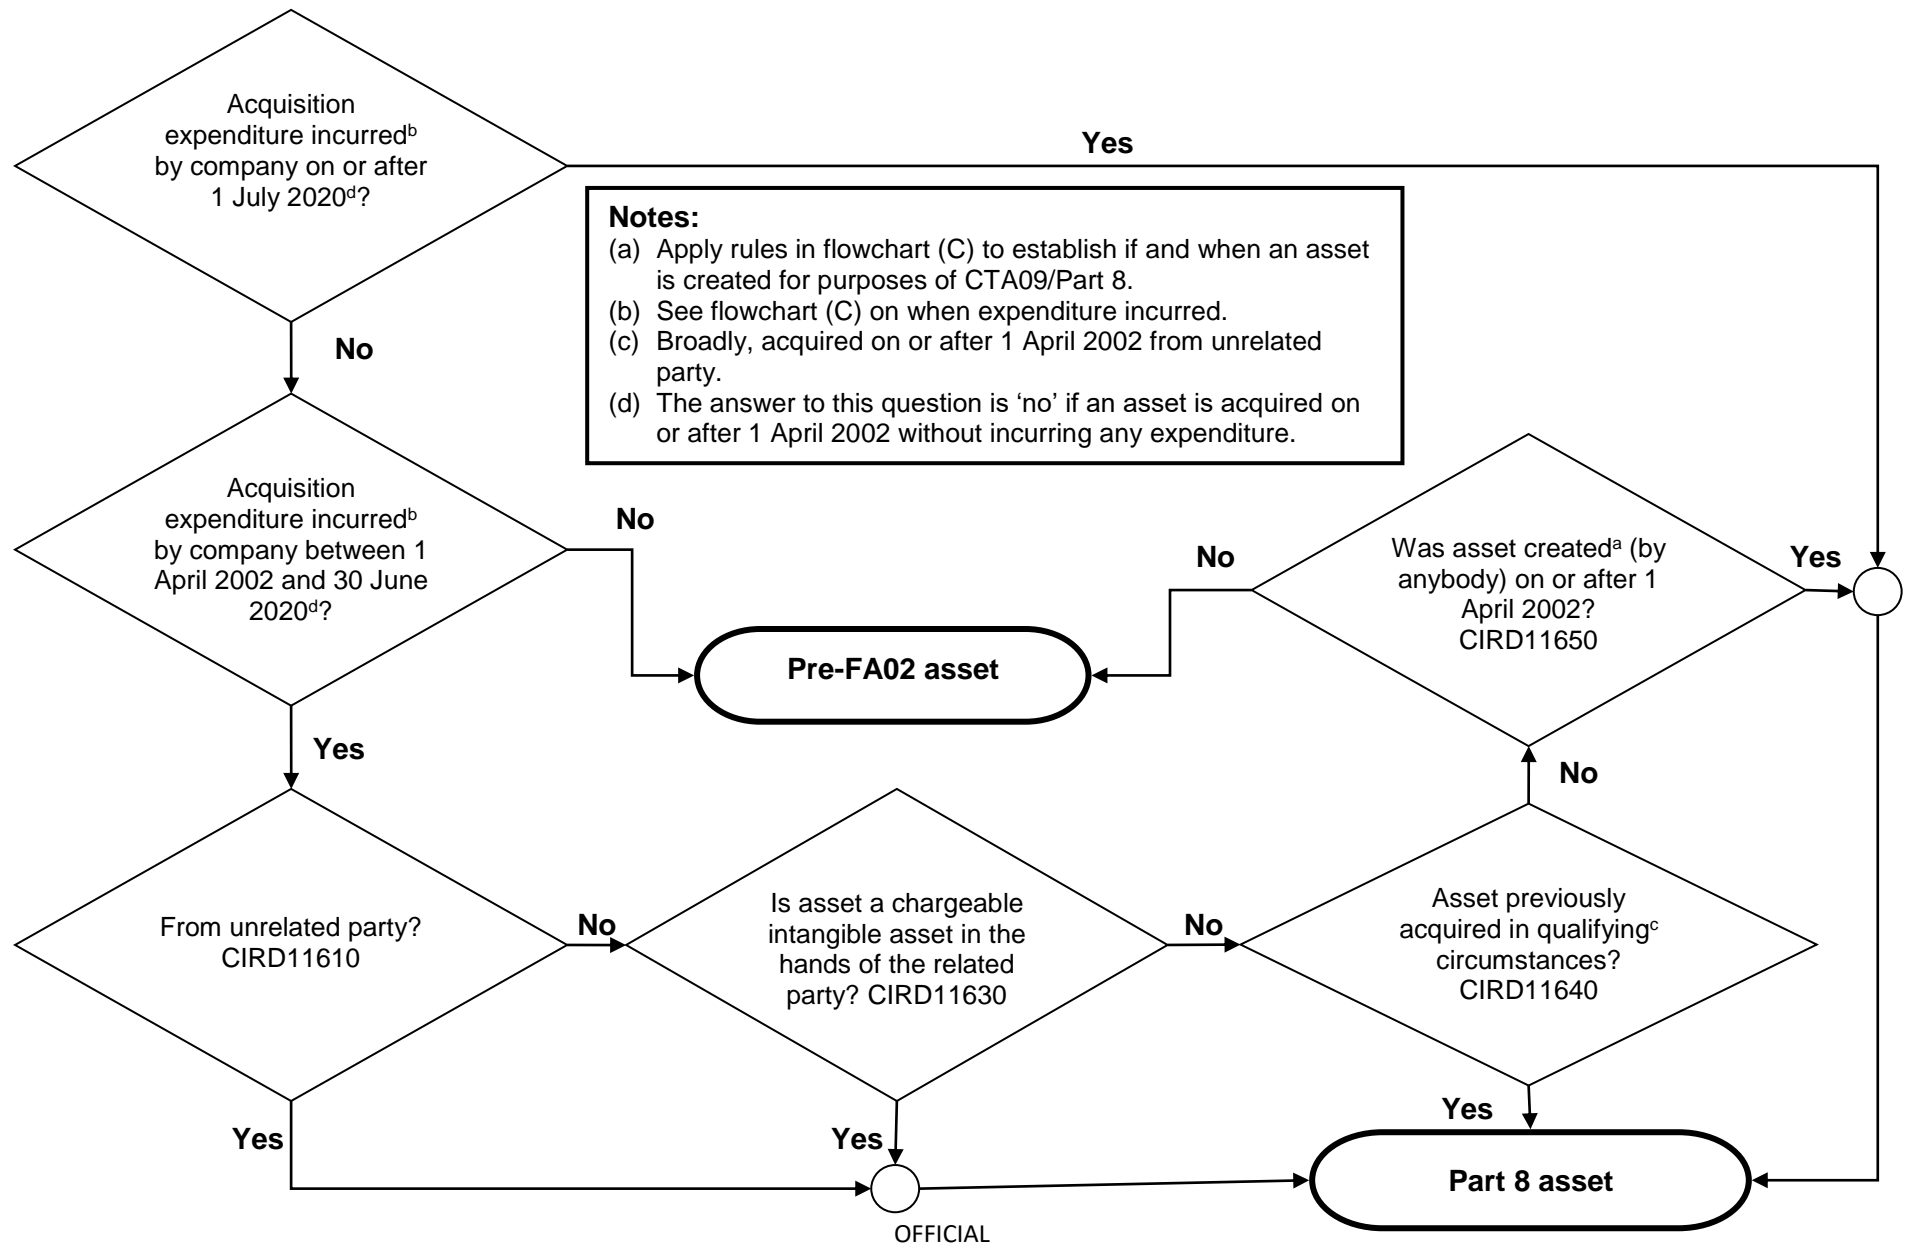 Acquisition
expenditure incurredᵇ
by company on or after
1 July 2020ᵈ?
Yes
Notes:
(a) Apply rules in flowchart (C) to establish if and when an asset
is created for purposes of CTA09/Part 8.
(b) See flowchart (C) on when expenditure incurred.
(c) Broadly, acquired on or after 1 April 2002 from unrelated
party.
(d) The answer to this question is ‘no’ if an asset is acquired on
or after 1 April 2002 without incurring any expenditure.
No
Acquisition
expenditure incurredᵇ
by company between 1
April 2002 and 30 June
2020ᵈ?
No
Pre-FA02 asset
No
Was asset createdᵃ (by
anybody) on or after 1
April 2002?
CIRD11650
Yes
Yes
No
From unrelated party?
CIRD11610
No
Is asset a chargeable
intangible asset in the
hands of the related
party? CIRD11630
No
Asset previously
acquired in qualifyingᶜ
circumstances?
CIRD11640
Yes
Yes
Yes
Part 8 asset
OFFICIAL